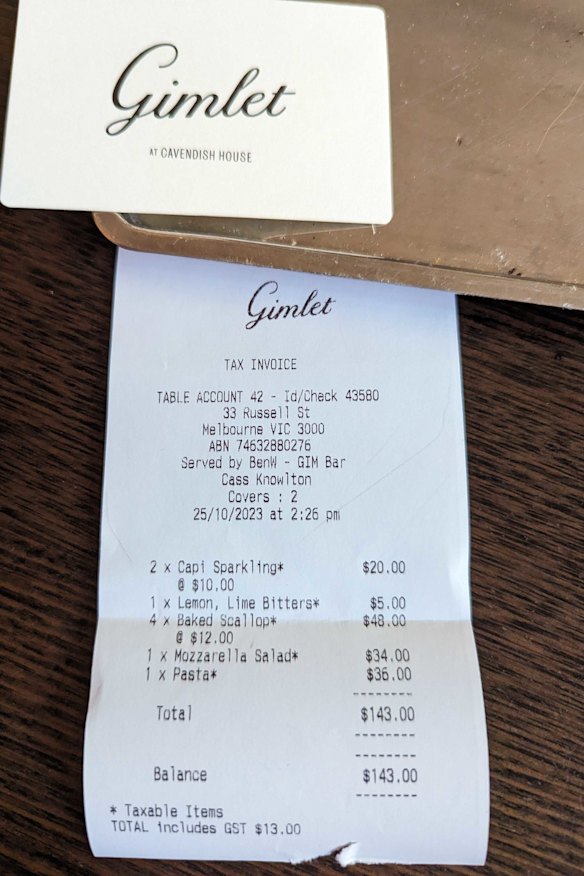 Gimlet
AT CAVENDISH HOUSE
Gimlet
TAX INVOICE
TABLE ACCOUNT 42 - Id/Check 43580
33 Russell St
Melbourne VIC 3000
ABN 74632880276
Served by BenW - GIM Bar
Cass Knowlton
Covers : 2
25/10/2023 at 2:26 pm
2 x Capi Sparkling* $20.00
@ $10.00
1 x Lemon, Lime Bitters* $5.00
4 x Baked Scallop* $48.00
@ $12.00
1 x Mozzarella Salad* $34.00
1 x Pasta* $36.00
--------
Total $143.00
--------
--------
Balance $143.00
--------
* Taxable Items
TOTAL includes GST $13.00